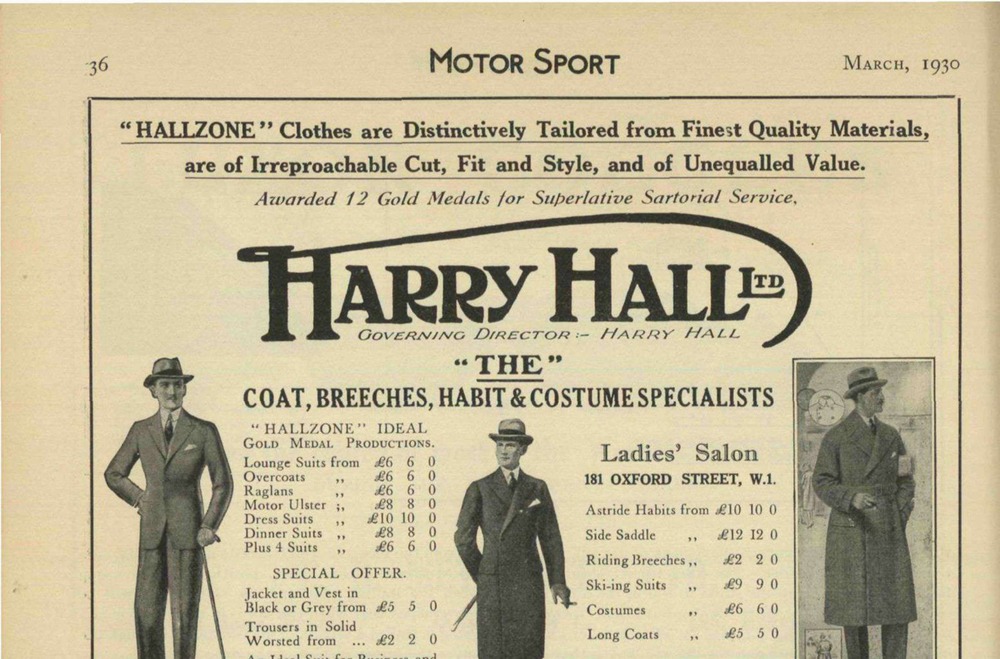 36
MOTOR SPORT
MARCH, 1930
"HALLZONE" Clothes are Distinctively Tailored from Finest Quality Materials,
are of Irreproachable Cut, Fit and Style, and of Unequalled Value.
Awarded 12 Gold Medals for Superlative Sartorial Service,
HARRY HALL LTD
GOVERNING DIRECTOR :- HARRY HALL
"THE"
COAT, BREECHES, HABIT & COSTUME SPECIALISTS
"HALLZONE" IDEAL
GOLD MEDAL PRODUCTIONS.
Lounge Suits from £6 6 0
Overcoats ,, £6 6 0
Raglans ,, £6 6 0
Motor Ulster ,, £8 8 0
Dress Suits ,, £10 10 0
Dinner Suits ,, £8 8 0
Plus 4 Suits ,, £6 6 0
SPECIAL OFFER.
Jacket and Vest in
Black or Grey from £5 5 0
Trousers in Solid
Worsted from ... £2 2 0
An Ideal Suit for Business and
Ladies' Salon
181 OXFORD STREET, W.1.
Astride Habits from £10 10 0
Side Saddle ,, £12 12 0
Riding Breeches ,, £2 2 0
Ski-ing Suits ,, £9 9 0
Costumes ,, £6 6 0
Long Coats ,, £5 5 0